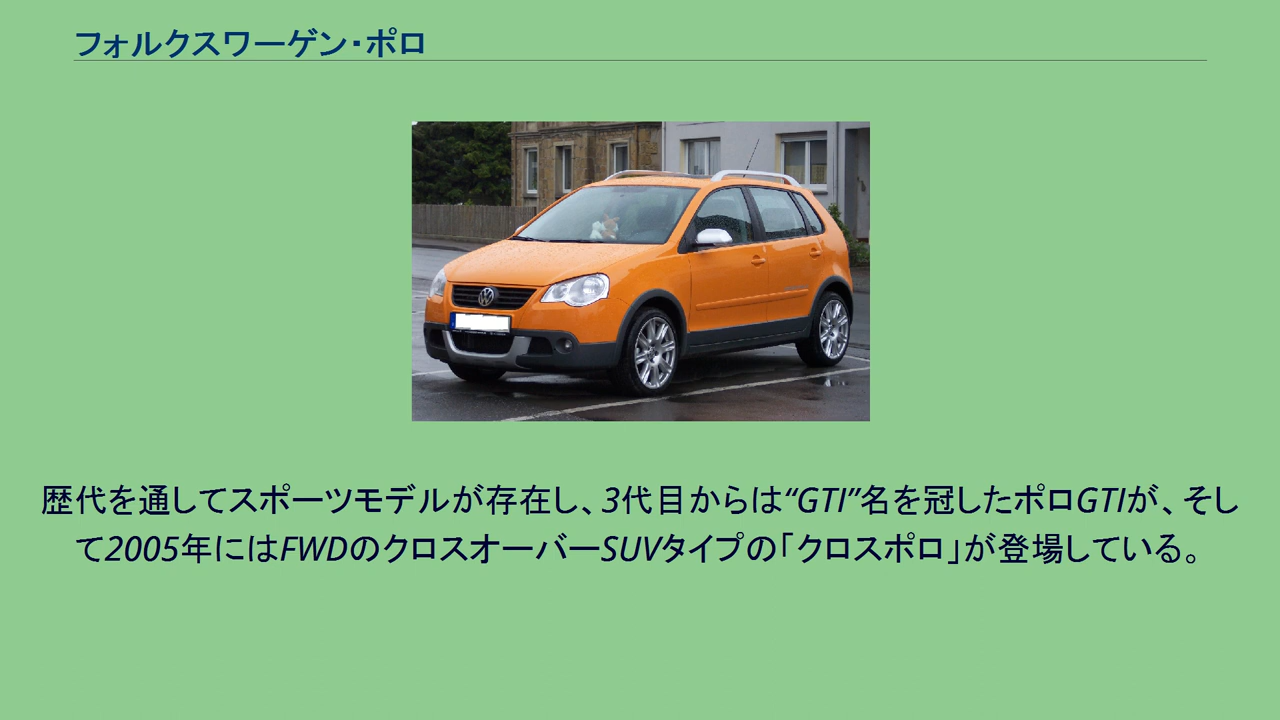 フォルクスワーゲン・ポロ
歴代を通してスポーツモデルが存在し、3代目からは“GTI”名を冠したポロGTIが、そし
て2005年にはFWDのクロスオーバーSUVタイプの「クロスポロ」が登場している。